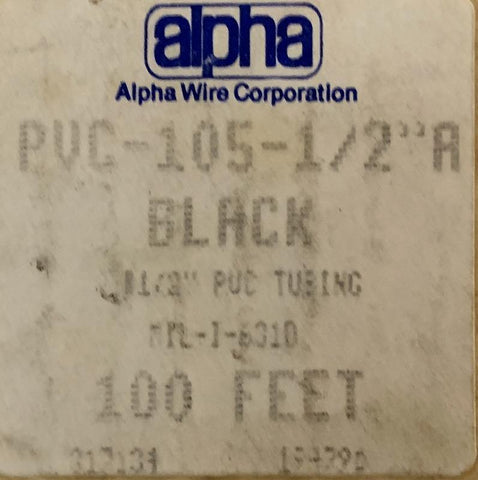 alpha
Alpha Wire Corporation
PVC-105-1/2"A
BLACK
#1/2" PVC TUBING
100 FEET